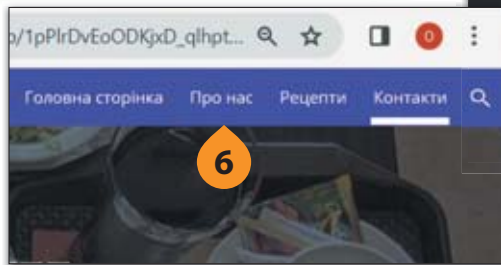 /1pPlrDvEoODKjxD_qlhpt...
О
Головна сторінка Про нас Рецепти Контакти
6